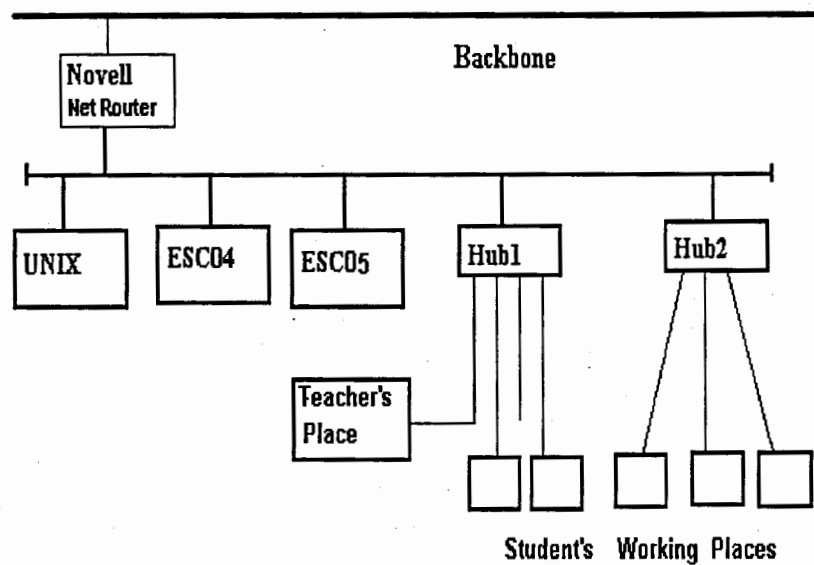 Backbone
Novell
Net Router
UNIX
ESC04
ESC05
Hub1
Hub2
Teacher's
Place
Student's Working Places